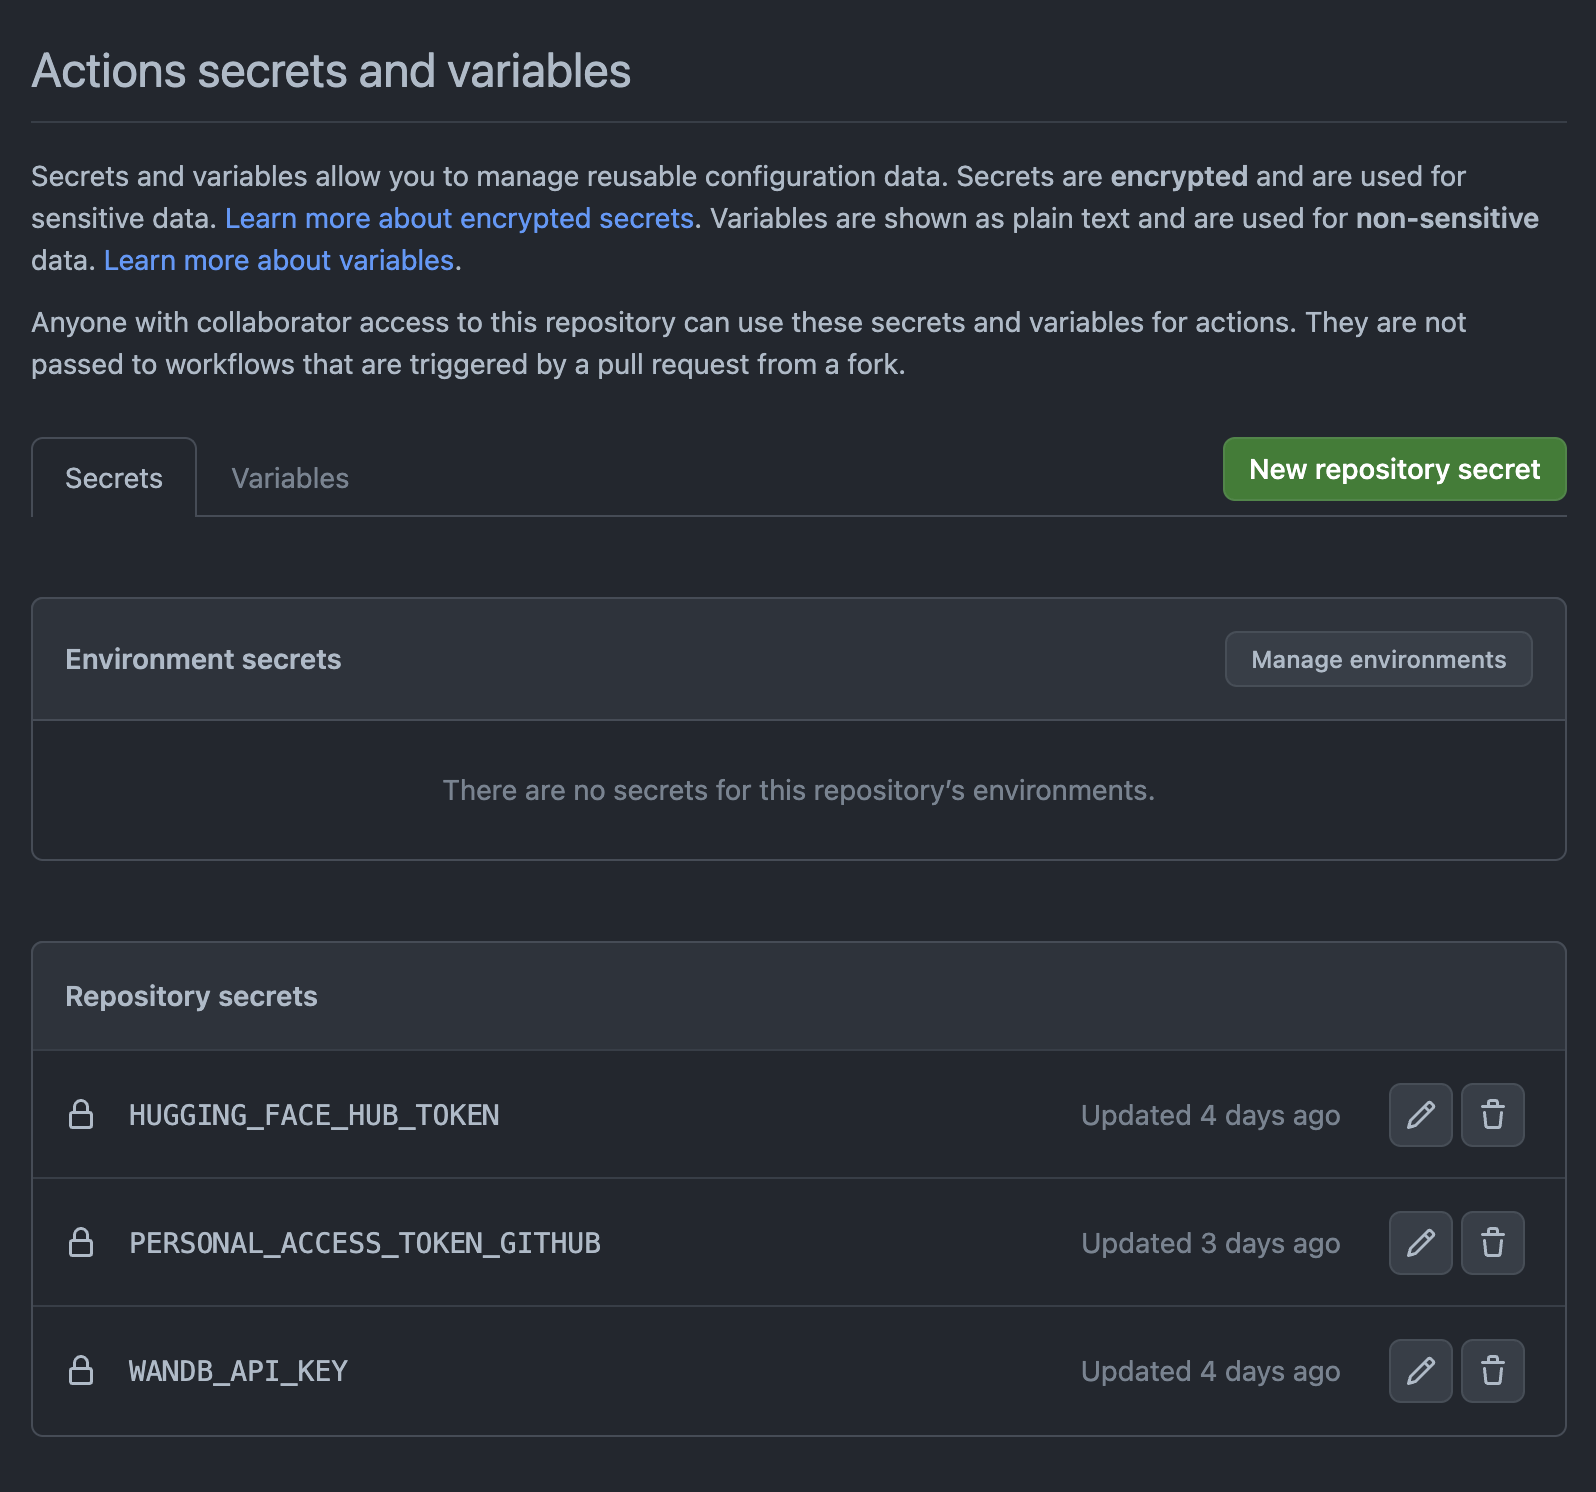 Actions secrets and variables
Secrets and variables allow you to manage reusable configuration data. Secrets are encrypted and are used for
sensitive data. Learn more about encrypted secrets. Variables are shown as plain text and are used for non-sensitive
data. Learn more about variables.
Anyone with collaborator access to this repository can use these secrets and variables for actions. They are not
passed to workflows that are triggered by a pull request from a fork.
Secrets Variables New repository secret
Environment secrets Manage environments
There are no secrets for this repository’s environments.
Repository secrets
HUGGING_FACE_HUB_TOKEN Updated 4 days ago
PERSONAL_ACCESS_TOKEN_GITHUB Updated 3 days ago
WANDB_API_KEY Updated 4 days ago